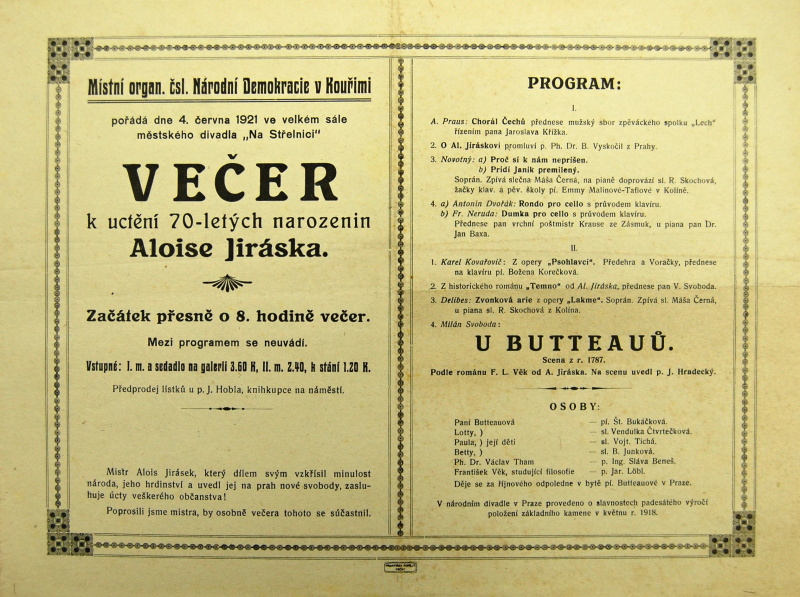 Místní organ. čsl. Národní Demokracie v Kouřimi
pořádá dne 4. června 1921 ve velkém sále
městského divadla „Na Střelnici"
VEČER
k uctění 70-letých narozenin
Aloise Jiráska.
Začátek přesně o 8. hodině večer.
Mezi programem se neuvádí.
Vstupné: I. m. a sedadlo na galerii 3.60 K, II. m. 2.40, k stání 1.20 K.
Předprodej lístků u p. J. Hobla, knihkupce na náměstí.
Mistr Alois Jirásek, který dílem svým vzkřísil minulost
národa, jeho hrdinství a uvedl jej na prah nové svobody, zaslu-
huje úcty veškerého občanstva!
Poprosili jsme mistra, by osobně večera tohoto se súčastnil.
PROGRAM:
I.
A. Praus: Chorál Čechů přednese mužský sbor zpěváckého spolku „Lech"
řízením pana Jaroslava Křížka.
2. O Al. Jiráskovi promluví p. Ph. Dr. B. Vyskočil z Prahy.
3. Novotný: a) Proč sí k nám nepríšen.
b) Prídi Janík premilený.
Soprán. Zpívá slečna Máša Černá, na pianě doprovází sl. R. Skochová,
žačky klav. a pěv. školy pí. Emmy Malinové-Taflové v Kolíně.
4. a) Antonín Dvořák: Rondo pro cello s průvodem klavíru.
b) Fr. Neruda: Dumka pro cello s průvodem klavíru.
Přednese pan vrchní poštmistr Krause ze Zásmuk, u piana pan Dr.
Jan Baxa.
II.
1. Karel Kovařovič: Z opery „Psohlavci". Předehra a Voračky, přednese
na klavíru pí. Božena Korečková.
2. Z historického románu „Temno" od Al. Jiráska, přednese pan V. Svoboda.
3. Delibes: Zvonková arie z opery „Lakme". Soprán. Zpívá sl. Máša Černá,
u piana sl. R. Skochová z Kolína.
4. Milán Svoboda:
U BUTTEAUŮ.
Scena z r. 1787.
Podle románu F. L. Věk od A. Jiráska. Na scenu uvedl p. J. Hradecký.
OSOBY:
Paní Butteauová — pí. Št. Bukáčková.
Lotty, ) — sl. Vendulka Čtvrtečková.
Paula, ) její děti — sl. Vojt. Tichá.
Betty, ) — sl. B. Junková.
Ph. Dr. Václav Tham — p. Ing. Sláva Beneš.
František Věk, studující filosofie — p. Jar. Löbl.
Děje se za říjnového odpoledne v bytě pí. Butteauové v Praze.
V národním divadle v Praze provedeno o slavnostech padesátého výročí
položení základního kamene v květnu r. 1918.